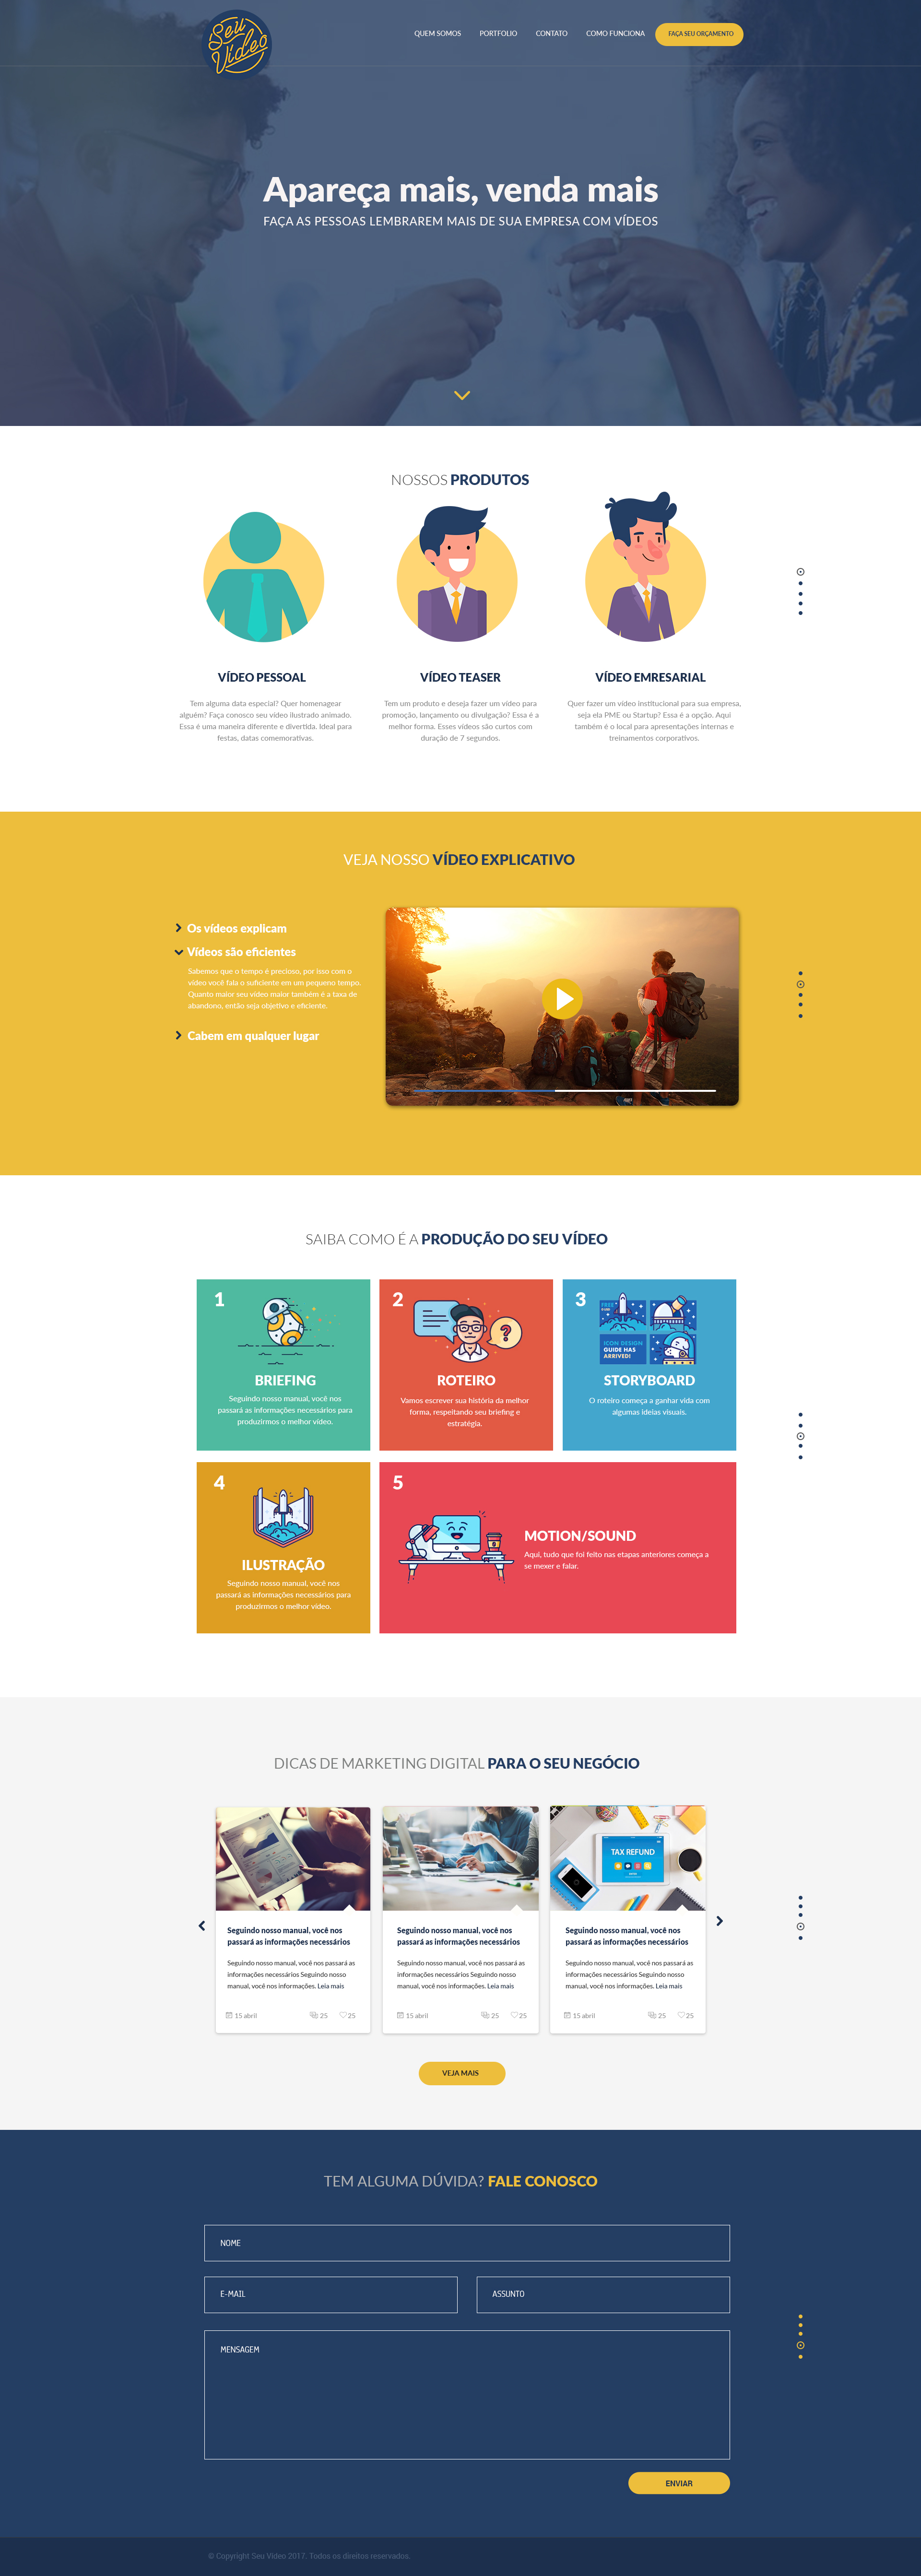 Seu
Vídeo
QUEM SOMOS
PORTFOLIO
CONTATO
COMO FUNCIONA
FAÇA SEU ORÇAMENTO
Apareça mais, venda mais
FAÇA AS PESSOAS LEMBRAREM MAIS DE SUA EMPRESA COM VÍDEOS
NOSSOS PRODUTOS
VÍDEO PESSOAL
Tem alguma data especial? Quer homenagear
alguém? Faça conosco seu vídeo ilustrado animado.
Essa é uma maneira diferente e divertida. Ideal para
festas, datas comemorativas.
VÍDEO TEASER
Tem um produto e deseja fazer um vídeo para
promoção, lançamento ou divulgação? Essa é a
melhor forma. Esses vídeos são curtos com
duração de 7 segundos.
VÍDEO EMRESARIAL
Quer fazer um vídeo institucional para sua empresa,
seja ela PME ou Startup? Essa é a opção. Aqui
também é o local para apresentações internas e
treinamentos corporativos.
VEJA NOSSO VÍDEO EXPLICATIVO
Os vídeos explicam
Vídeos são eficientes
Sabemos que o tempo é precioso, por isso com o
vídeo você fala o suficiente em um pequeno tempo.
Quanto maior seu vídeo maior também é a taxa de
abandono, então seja objetivo e eficiente.
Cabem em qualquer lugar
SAIBA COMO É A PRODUÇÃO DO SEU VÍDEO
1
BRIEFING
Seguindo nosso manual, você nos
passará as informações necessários para
produzirmos o melhor vídeo.
2
?
ROTEIRO
Vamos escrever sua história da melhor
forma, respeitando seu briefing e
estratégia.
3
FREE
ICON DESIGN
GUIDE HAS
ARRIVED!
STORYBOARD
O roteiro começa a ganhar vida com
algumas ideias visuais.
4
ILUSTRAÇÃO
Seguindo nosso manual, você nos
passará as informações necessários para
produzirmos o melhor vídeo.
5
MOTION/SOUND
Aqui, tudo que foi feito nas etapas anteriores começa a
se mexer e falar.
DICAS DE MARKETING DIGITAL PARA O SEU NEGÓCIO
Seguindo nosso manual, você nos
passará as informações necessários
Seguindo nosso manual, você nos passará as
informações necessários Seguindo nosso
manual, você nos informações. Leia mais
15 abril 25 25
Seguindo nosso manual, você nos
passará as informações necessários
Seguindo nosso manual, você nos passará as
informações necessários Seguindo nosso
manual, você nos informações. Leia mais
15 abril 25 25
TAX REFUND
Seguindo nosso manual, você nos
passará as informações necessários
Seguindo nosso manual, você nos passará as
informações necessários Seguindo nosso
manual, você nos informações. Leia mais
15 abril 25 25
VEJA MAIS
TEM ALGUMA DÚVIDA? FALE CONOSCO
NOME
E-MAIL
ASSUNTO
MENSAGEM
ENVIAR
© Copyright Seu Vídeo 2017. Todos os direitos reservados.